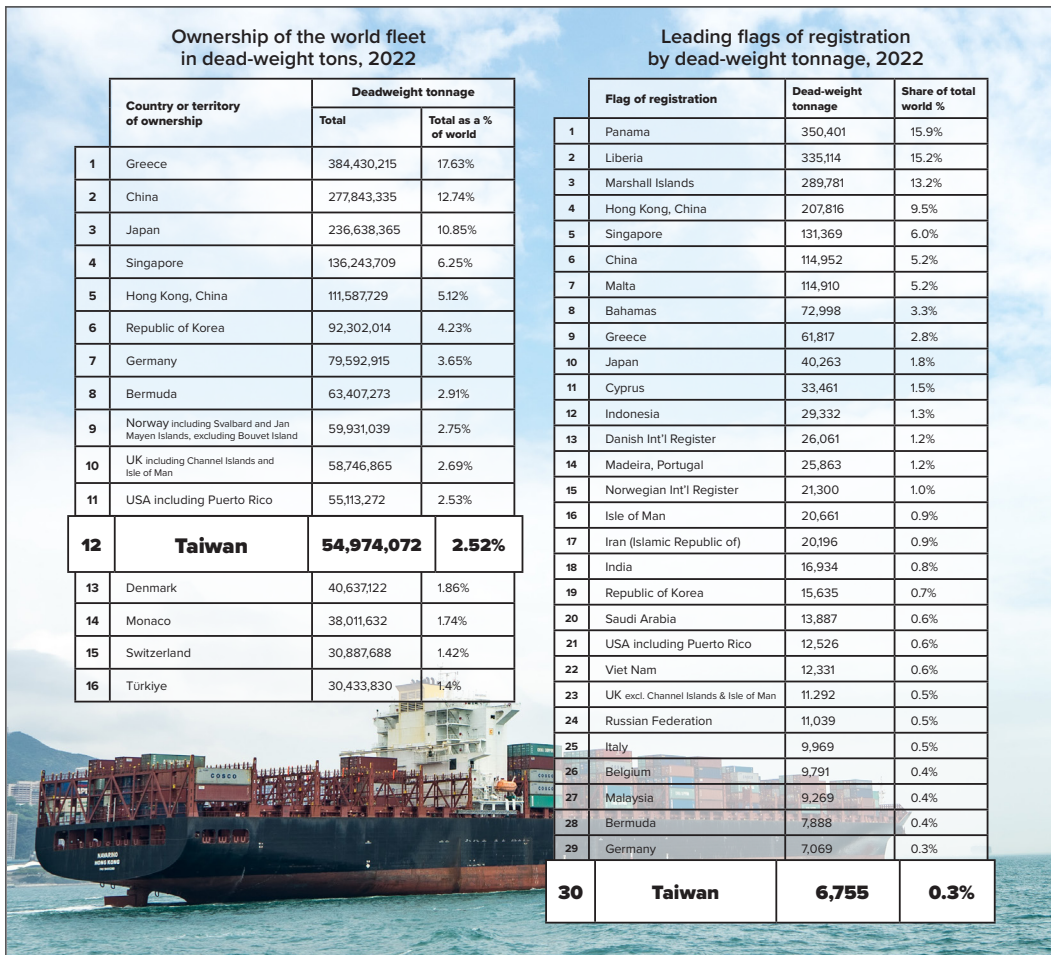 Ownership of the world fleet
in dead-weight tons, 2022
Country or territory
of ownership
Deadweight tonnage
Total
Total as a %
of world
1 Greece 384,430,215 17.63%
2 China 277,843,335 12.74%
3 Japan 236,638,365 10.85%
4 Singapore 136,243,709 6.25%
5 Hong Kong, China 111,587,729 5.12%
6 Republic of Korea 92,302,014 4.23%
7 Germany 79,592,915 3.65%
8 Bermuda 63,407,273 2.91%
9 Norway including Svalbard and Jan
Mayen Islands, excluding Bouvet Island 59,931,039 2.75%
10 UK including Channel Islands and
Isle of Man 58,746,865 2.69%
11 USA including Puerto Rico 55,113,272 2.53%
12 Taiwan 54,974,072 2.52%
13 Denmark 40,637,122 1.86%
14 Monaco 38,011,632 1.74%
15 Switzerland 30,887,688 1.42%
16 Türkiye 30,433,830 1.4%
Leading flags of registration
by dead-weight tonnage, 2022
Flag of registration
Dead-weight
tonnage
Share of total
world %
1 Panama 350,401 15.9%
2 Liberia 335,114 15.2%
3 Marshall Islands 289,781 13.2%
4 Hong Kong, China 207,816 9.5%
5 Singapore 131,369 6.0%
6 China 114,952 5.2%
7 Malta 114,910 5.2%
8 Bahamas 72,998 3.3%
9 Greece 61,817 2.8%
10 Japan 40,263 1.8%
11 Cyprus 33,461 1.5%
12 Indonesia 29,332 1.3%
13 Danish Int'l Register 26,061 1.2%
14 Madeira, Portugal 25,863 1.2%
15 Norwegian Int'l Register 21,300 1.0%
16 Isle of Man 20,661 0.9%
17 Iran (Islamic Republic of) 20,196 0.9%
18 India 16,934 0.8%
19 Republic of Korea 15,635 0.7%
20 Saudi Arabia 13,887 0.6%
21 USA including Puerto Rico 12,526 0.6%
22 Viet Nam 12,331 0.6%
23 UK excl. Channel Islands & Isle of Man 11.292 0.5%
24 Russian Federation 11,039 0.5%
25 Italy 9,969 0.5%
26 Belgium 9,791 0.4%
27 Malaysia 9,269 0.4%
28 Bermuda 7,888 0.4%
29 Germany 7,069 0.3%
30 Taiwan 6,755 0.3%
COSCO
COSCO
COSCO
NAVARINO
HONG KONG